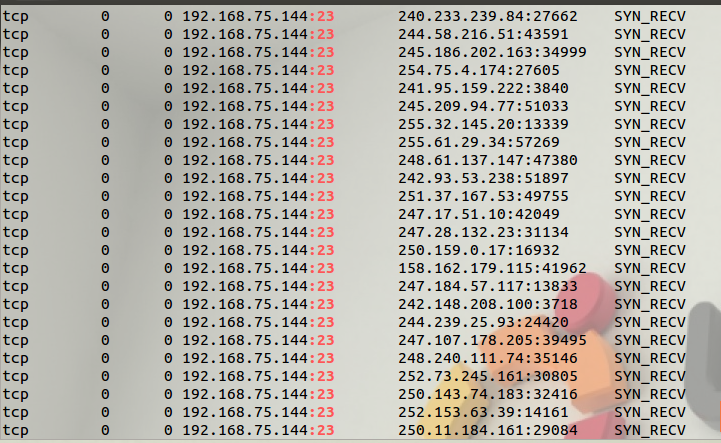 tcp 0 0 192.168.75.144:23 240.233.239.84:27662 SYN_RECV
tcp 0 0 192.168.75.144:23 244.58.216.51:43591 SYN_RECV
tcp 0 0 192.168.75.144:23 245.186.202.163:34999 SYN_RECV
tcp 0 0 192.168.75.144:23 254.75.4.174:27605 SYN_RECV
tcp 0 0 192.168.75.144:23 241.95.159.222:3840 SYN_RECV
tcp 0 0 192.168.75.144:23 245.209.94.77:51033 SYN_RECV
tcp 0 0 192.168.75.144:23 255.32.145.20:13339 SYN_RECV
tcp 0 0 192.168.75.144:23 255.61.29.34:57269 SYN_RECV
tcp 0 0 192.168.75.144:23 248.61.137.147:47380 SYN_RECV
tcp 0 0 192.168.75.144:23 242.93.53.238:51897 SYN_RECV
tcp 0 0 192.168.75.144:23 251.37.167.53:49755 SYN_RECV
tcp 0 0 192.168.75.144:23 247.17.51.10:42049 SYN_RECV
tcp 0 0 192.168.75.144:23 247.28.132.23:31134 SYN_RECV
tcp 0 0 192.168.75.144:23 250.159.0.17:16932 SYN_RECV
tcp 0 0 192.168.75.144:23 158.162.179.115:41962 SYN_RECV
tcp 0 0 192.168.75.144:23 247.184.57.117:13833 SYN_RECV
tcp 0 0 192.168.75.144:23 242.148.208.100:3718 SYN_RECV
tcp 0 0 192.168.75.144:23 244.239.25.93:24420 SYN_RECV
tcp 0 0 192.168.75.144:23 247.107.178.205:39495 SYN_RECV
tcp 0 0 192.168.75.144:23 248.240.111.74:35146 SYN_RECV
tcp 0 0 192.168.75.144:23 252.73.245.161:30805 SYN_RECV
tcp 0 0 192.168.75.144:23 250.143.74.183:32416 SYN_RECV
tcp 0 0 192.168.75.144:23 252.153.63.39:14161 SYN_RECV
tcp 0 0 192.168.75.144:23 250.11.184.161:29084 SYN_RECV